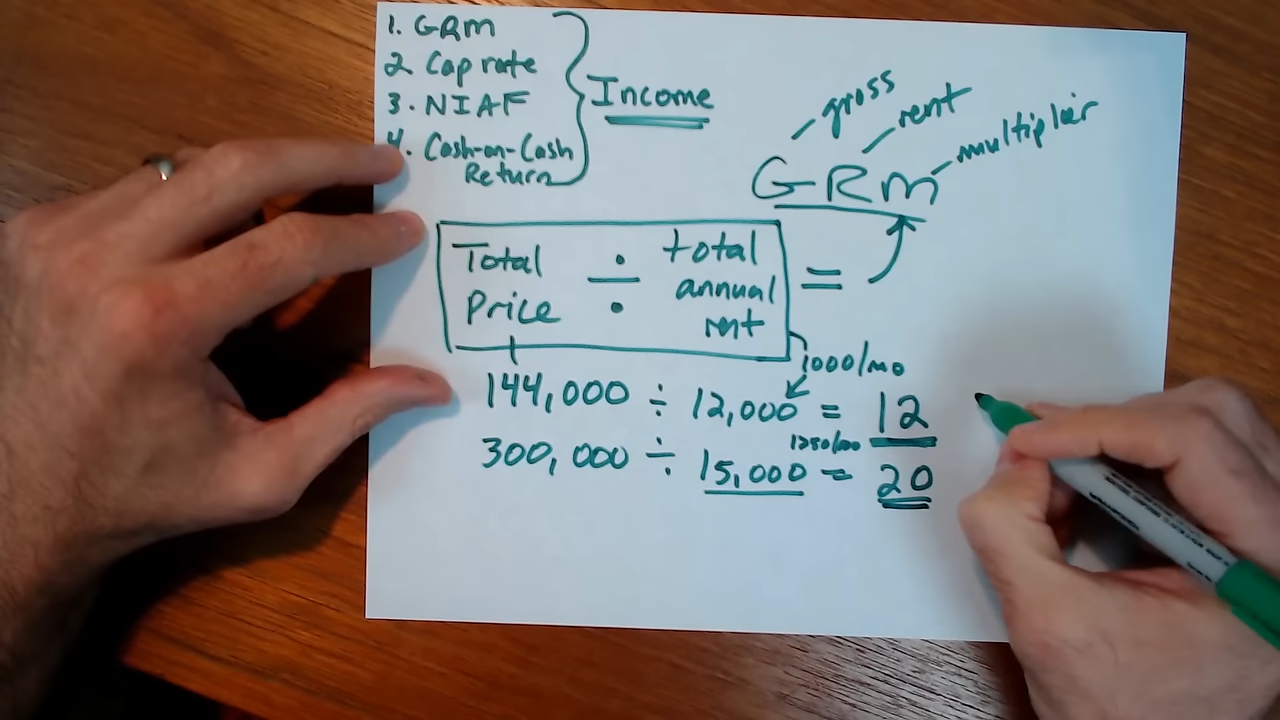 1. GRM
2. Cap rate
3. NIAF
4. Cash-on-Cash
Return
Income
gross
rent
multiplier
GRM
Total
Price
÷
total
annual
rent
=
1000/mo
144,000 ÷ 12,000 = 12
1250/mo
300,000 ÷ 15,000 = 20